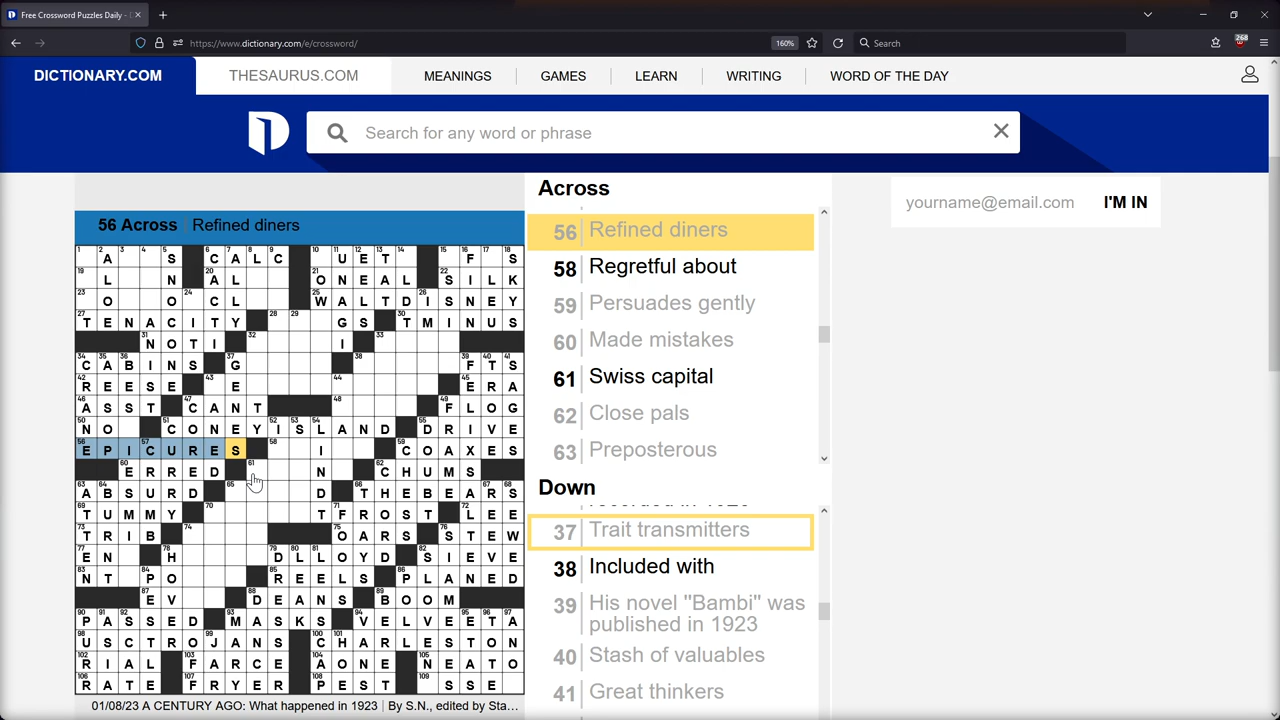 Free Crossword Puzzles Daily -
https://www.dictionary.com/e/crossword/
160%
Search
268
DICTIONARY.COM
THESAURUS.COM
MEANINGS
GAMES
LEARN
WRITING
WORD OF THE DAY
Search for any word or phrase
56 Across
Refined diners
Across
56 Refined diners
58 Regretful about
59 Persuades gently
60 Made mistakes
61 Swiss capital
62 Close pals
63 Preposterous
Down
37 Trait transmitters
38 Included with
39 His novel "Bambi" was
published in 1923
40 Stash of valuables
41 Great thinkers
yourname@email.com
I'M IN
A S C A L C U E T F S
L N A L O N E A L S I L K
O O C L W A L T D I S N E Y
T E N A C I T Y G S T M I N U S
N O T I I
C A B I N S G F T S
R E E S E E E R A
A S S T C A N T F L O G
N O C O N E Y I S L A N D D R I V E
E P I C U R E S I C O A X E S
E R R E D N C H U M S
A B S U R D D T H E B E A R S
T U M M Y T F R O S T L E E
T R I B O A R S S T E W
E N H D L L O Y D S I E V E
N T P O R E E L S P L A N E D
E V D E A N S B O O M
P A S S E D M A S K S V E L V E E T A
U S C T R O J A N S C H A R L E S T O N
R I A L F A R C E A O N E N E A T O
R A T E F R Y E R P E S T S S E
01/08/23 A CENTURY AGO: What happened in 1923 | By S.N., edited by Sta...